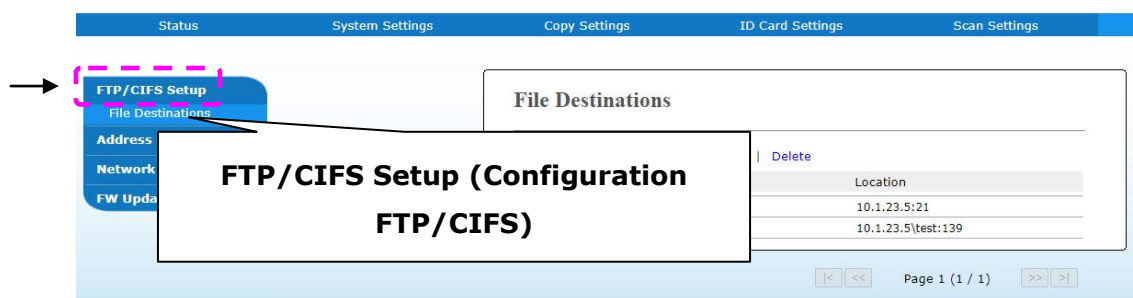 Status System Settings Copy Settings ID Card Settings Scan Settings
FTP/CIFS Setup
File Destinations
Address
Network
FW Upda
FTP/CIFS Setup (Configuration
FTP/CIFS)
File Destinations
| Delete
Location
10.1.23.5:21
10.1.23.5\test:139
|< << Page 1 (1 / 1) >> >|